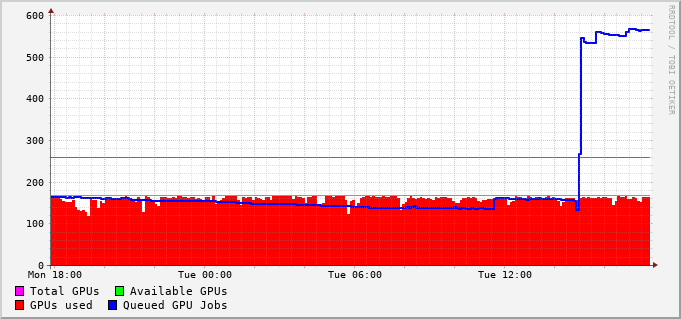 600
500
400
300
200
100
0
Mon 18:00 Tue 00:00 Tue 06:00 Tue 12:00
Total GPUs Available GPUs
GPUs used Queued GPU Jobs
RRDTOOL / TOBI OETIKER